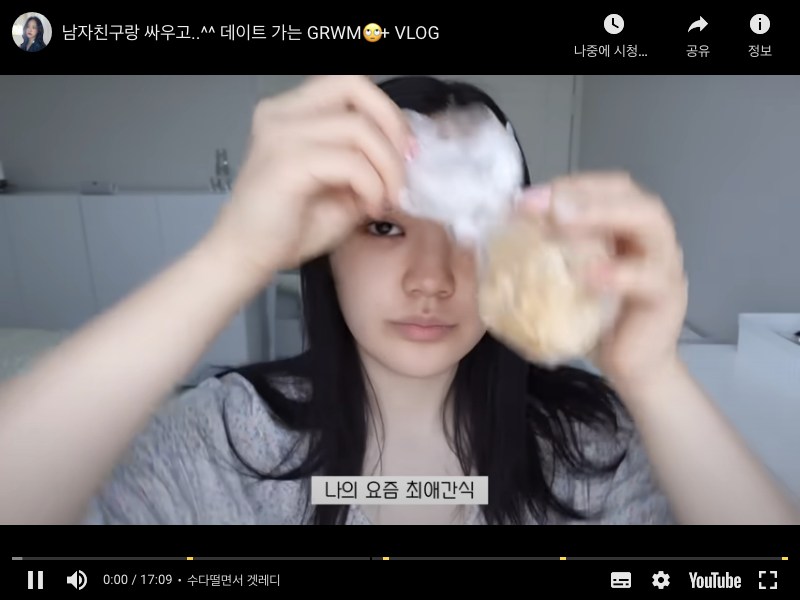 남자친구랑 싸우고..^^ 데이트 가는 GRWM🙄+ VLOG
나중에 시청...
공유
정보
나의 요즘 최애간식
0:00 / 17:09 • 수다떨면서 겟레디
YouTube